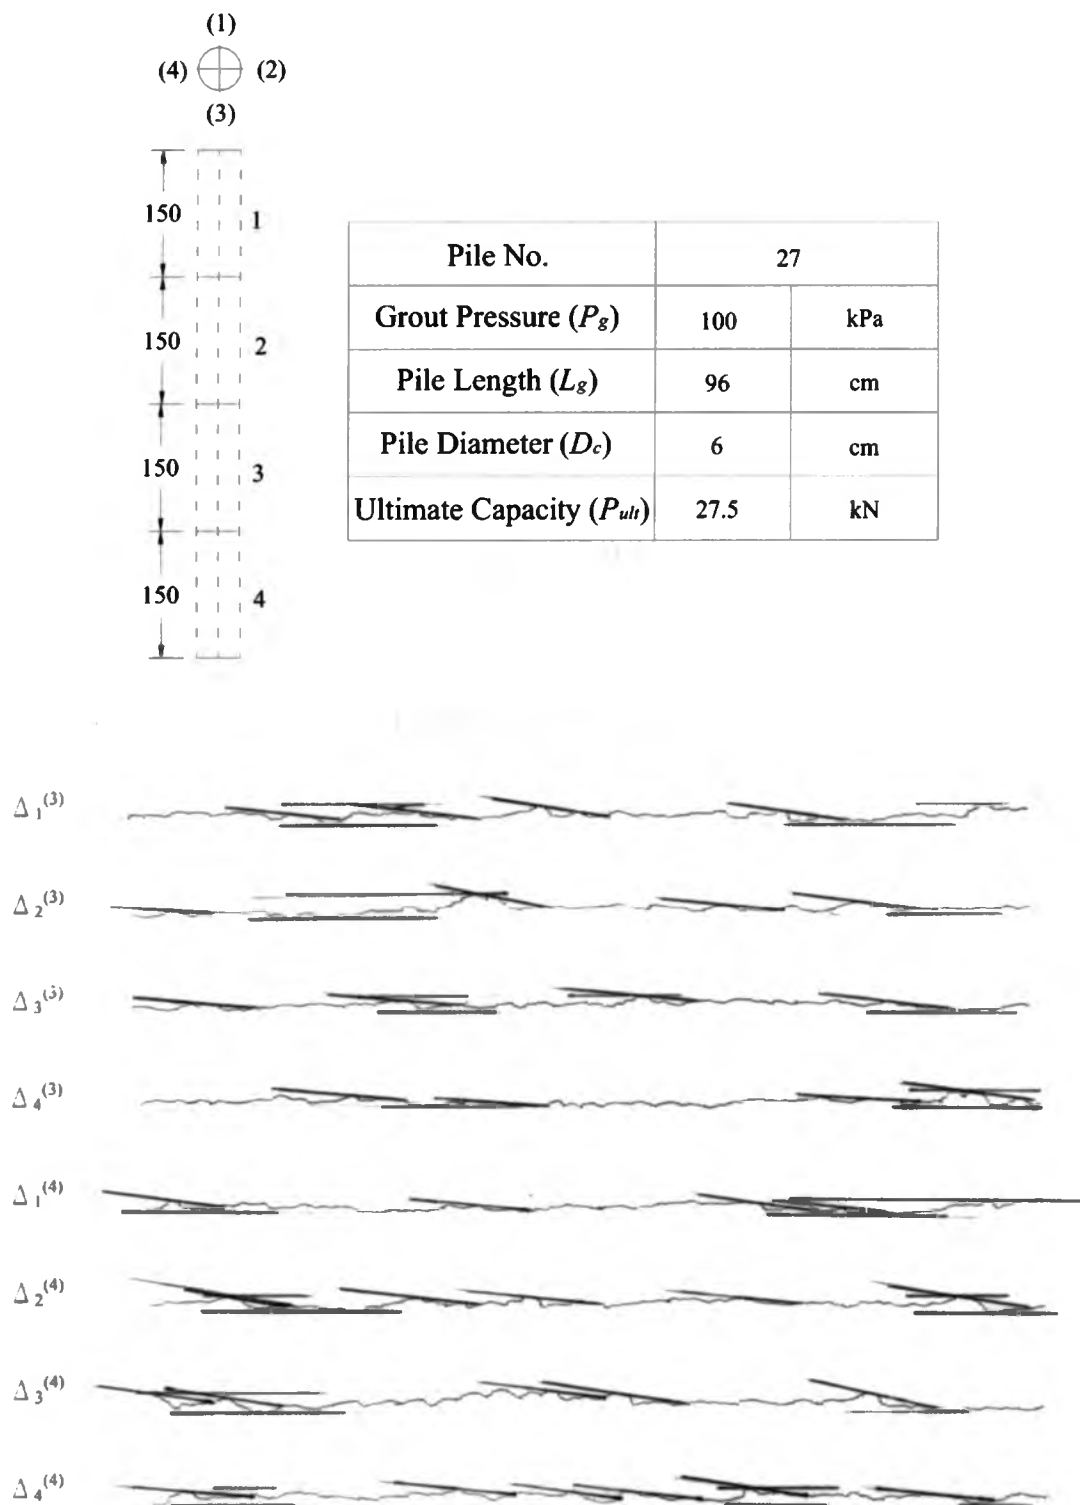 (1)
(4) (2)
(3)
150 1
150 2
150 3
150 4
Pile No. 27
Grout Pressure (Pg) 100 kPa
Pile Length (Lg) 96 cm
Pile Diameter (Dc) 6 cm
Ultimate Capacity (Pult) 27.5 kN
Δ1(3)
Δ2(3)
Δ3(3)
Δ4(3)
Δ1(4)
Δ2(4)
Δ3(4)
Δ4(4)